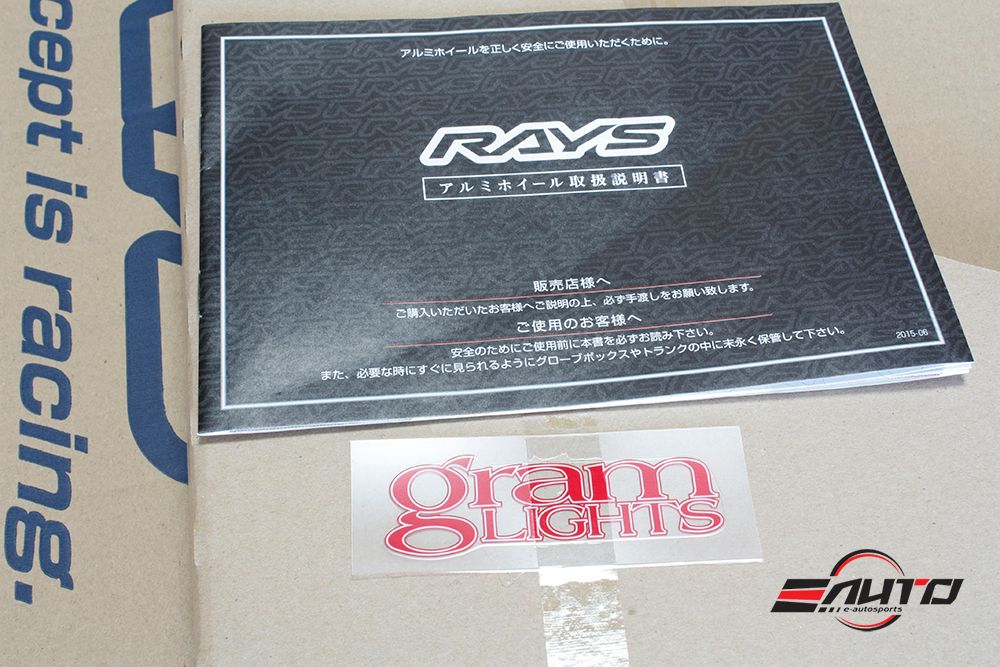 cept is racing.
アルミホイールを正しく安全にご使用いただくために。
RAYS
アルミホイール取扱説明書
販売店様へ
ご購入いただいたお客様へご説明の上、必ず手渡しをお願い致します。
ご使用のお客様へ
安全のためにご使用前に本書を必ずお読み下さい。
また、必要な時にすぐに見られるようにグローブボックスやトランクの中に末永く保管して下さい。
2015-06
gram
LIGHTS
E-AUTO
e-autosports